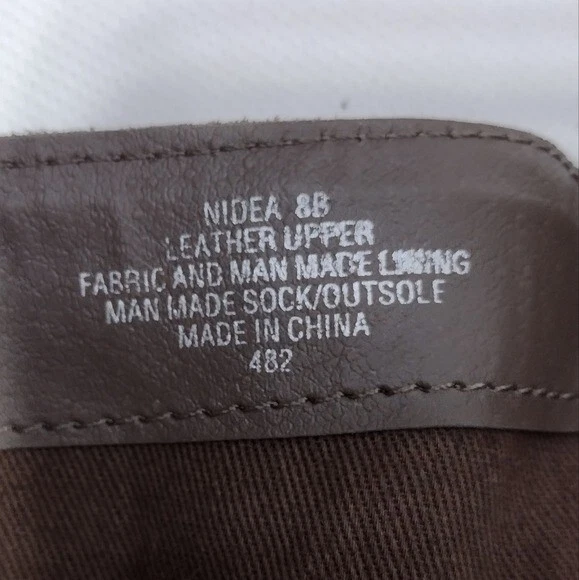 NIDEA 8B
LEATHER UPPER
FABRIC AND MAN MADE LINING
MAN MADE SOCK/OUTSOLE
MADE IN CHINA
482